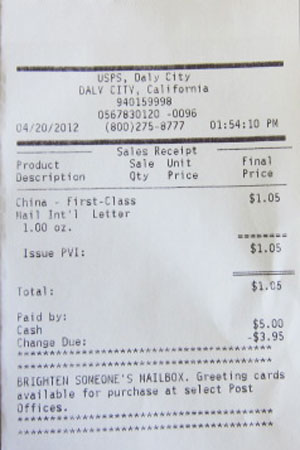 USPS, Daly City
DALY CITY, California
940159998
0567830120 -0096
04/20/2012 (800)275-8777 01:54:10 PM
Sales Receipt
Product Sale Unit Final
Description Qty Price Price
China - First-Class $1.05
Mail Int'l Letter
1.00 oz.
========
Issue PVI: $1.05
Total: $1.05
Paid by:
Cash $5.00
Change Due: -$3.95
BRIGHTEN SOMEONE'S MAILBOX. Greeting cards
available for purchase at select Post
Offices.